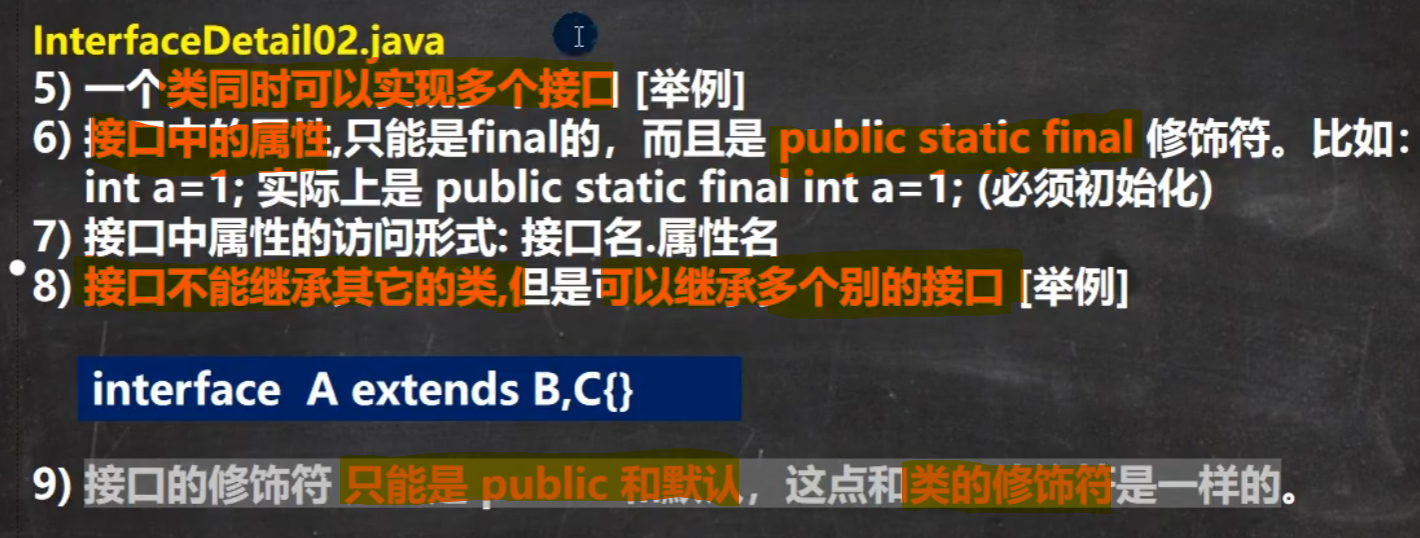 InterfaceDetail02.java
5) 一个类同时可以实现多个接口 [举例]
6) 接口中的属性,只能是final的，而且是 public static final 修饰符。比如:
int a=1; 实际上是 public static final int a=1; (必须初始化)
7) 接口中属性的访问形式: 接口名.属性名
8) 接口不能继承其它的类,但是可以继承多个别的接口 [举例]
interface A extends B,C{}
9) 接口的修饰符 只能是 public 和默认，这点和类的修饰符是一样的。